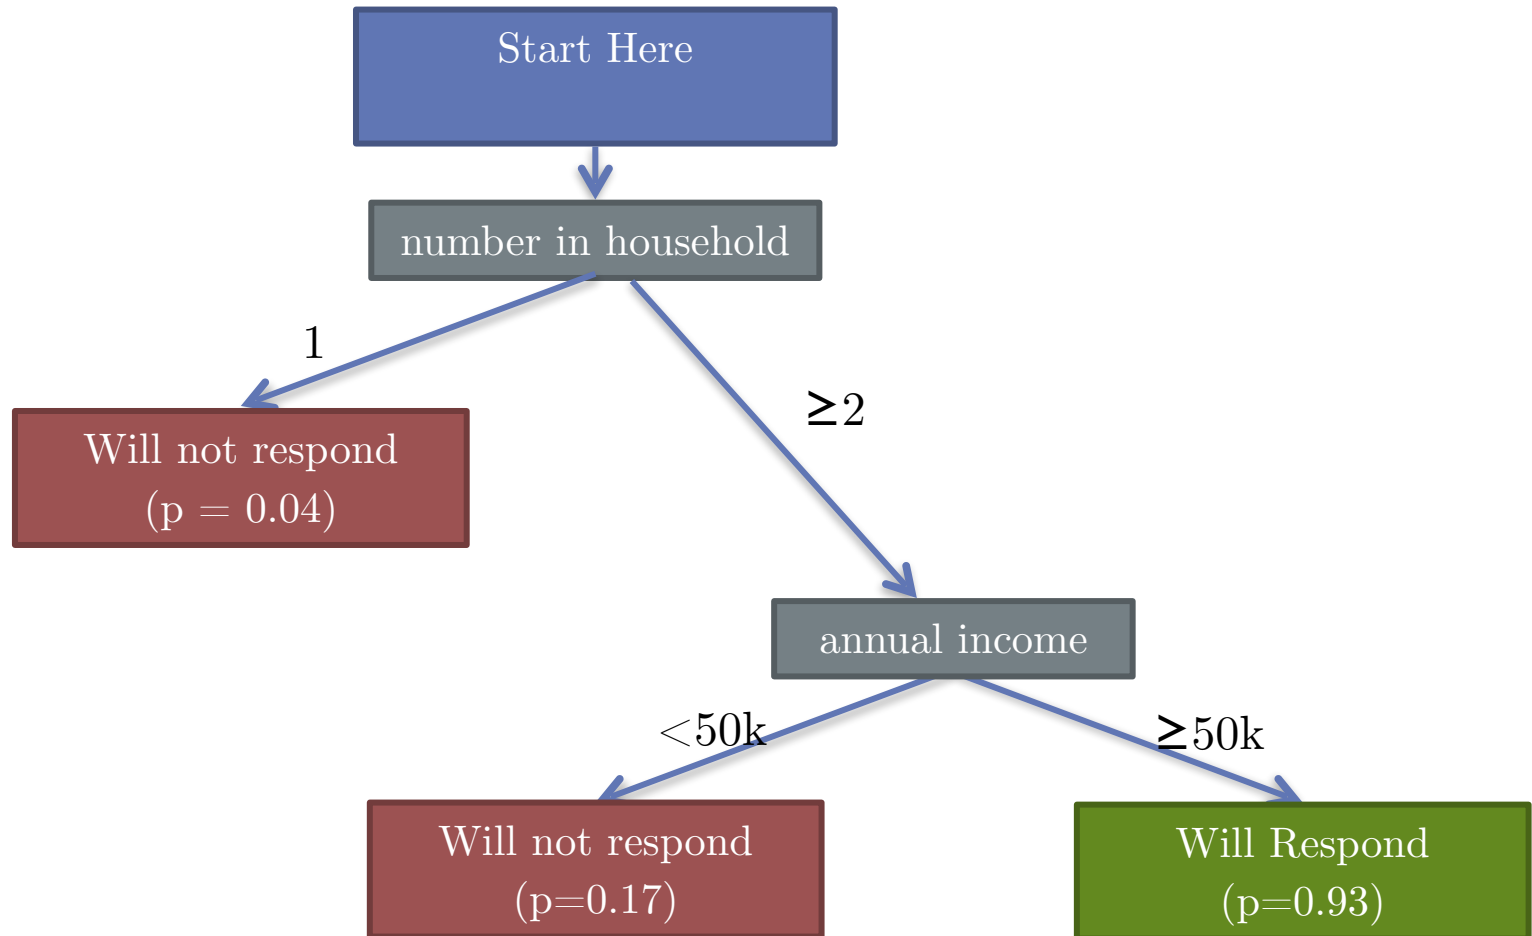 Start Here
number in household
1
≥2
Will not respond
(p = 0.04)
annual income
<50k
≥50k
Will not respond
(p=0.17)
Will Respond
(p=0.93)